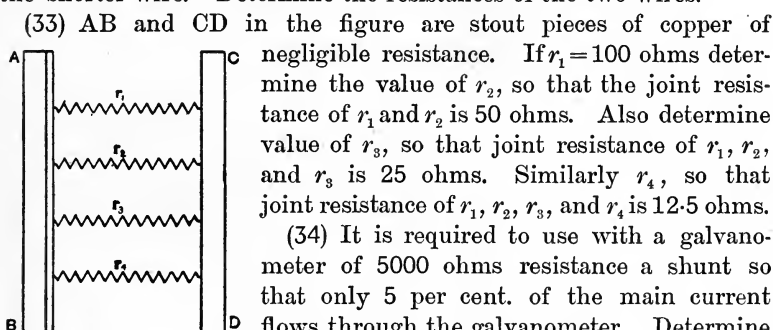 (33) AB and CD in the figure are stout pieces of copper of
negligible resistance. If r₁=100 ohms deter-
mine the value of r₂, so that the joint resis-
tance of r₁ and r₂ is 50 ohms. Also determine
value of r₃, so that joint resistance of r₁, r₂,
and r₃ is 25 ohms. Similarly r₄, so that
joint resistance of r₁, r₂, r₃, and r₄ is 12·5 ohms.
(34) It is required to use with a galvano-
meter of 5000 ohms resistance a shunt so
that only 5 per cent. of the main current
flows through the galvanometer. Determine
A
C
r₁
r₂
r₃
r₄
B
D